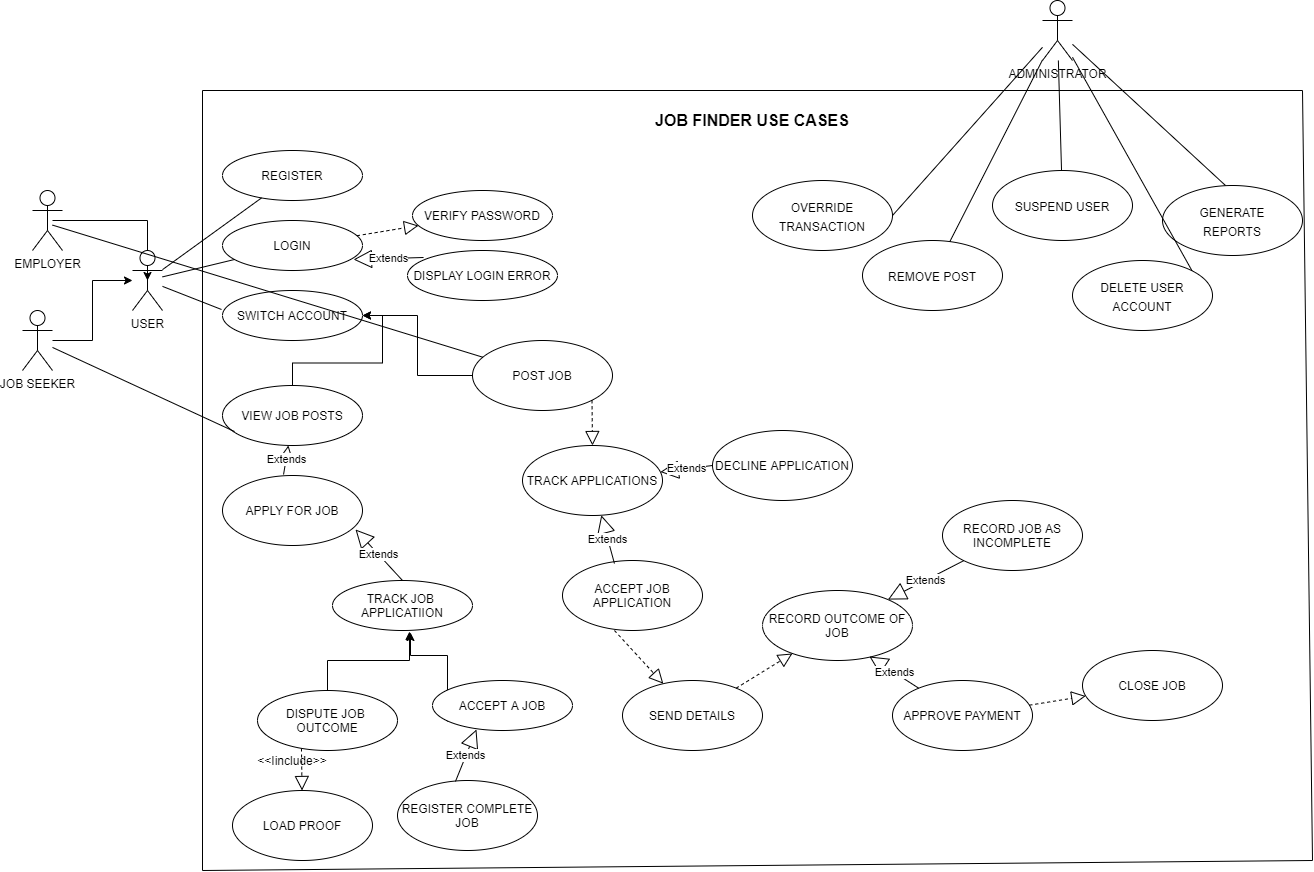 ADMINISTRATOR
JOB FINDER USE CASES
REGISTER
OVERRIDE
TRANSACTION
SUSPEND USER
GENERATE
REPORTS
VERIFY PASSWORD
LOGIN
Extends
EMPLOYER
DISPLAY LOGIN ERROR
REMOVE POST
DELETE USER
ACCOUNT
USER
SWITCH ACCOUNT
JOB SEEKER
POST JOB
VIEW JOB POSTS
Extends
TRACK APPLICATIONS
Extends
DECLINE APPLICATION
APPLY FOR JOB
Extends
Extends
RECORD JOB AS
INCOMPLETE
Extends
TRACK JOB
APPLICATIION
ACCEPT JOB
APPLICATION
RECORD OUTCOME OF
JOB
Extends
DISPUTE JOB
OUTCOME
ACCEPT A JOB
SEND DETAILS
APPROVE PAYMENT
CLOSE JOB
<<Iinclude>>
Extends
LOAD PROOF
REGISTER COMPLETE
JOB